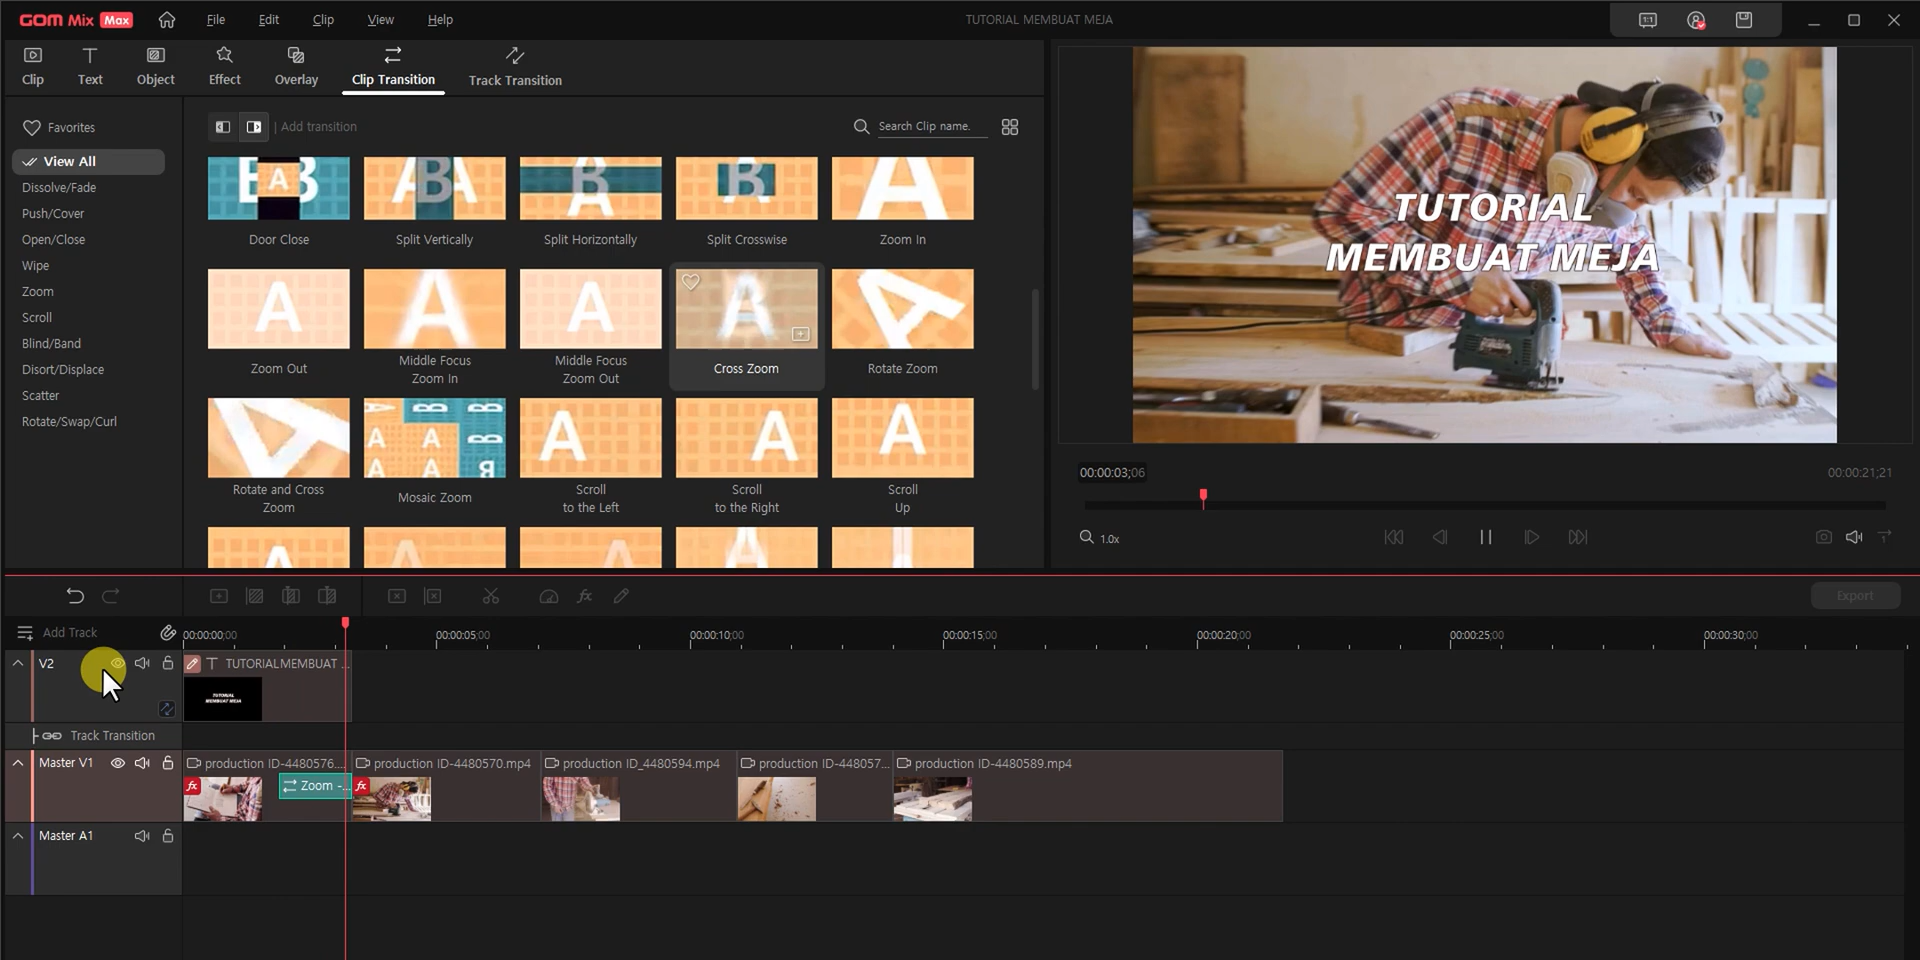 GOM Mix Max
File Edit Clip View Help
TUTORIAL MEMBUAT MEJA
1:1
Clip
Text
Object
Effect
Overlay
Clip Transition
Track Transition
Favorites
View All
Dissolve/Fade
Push/Cover
Open/Close
Wipe
Zoom
Scroll
Blind/Band
Disort/Displace
Scatter
Rotate/Swap/Curl
| Add transition
Search Clip name.
Door Close
Split Vertically
Split Horizontally
Split Crosswise
Zoom In
Zoom Out
Middle Focus
Zoom In
Middle Focus
Zoom Out
Cross Zoom
Rotate Zoom
Rotate and Cross
Zoom
Mosaic Zoom
Scroll
to the Left
Scroll
to the Right
Scroll
Up
TUTORIAL
MEMBUAT MEJA
00:00:03;06
00:00:21;21
1.0x
Export
Add Track
00:00:00;00
00:00:05;00
00:00:10;00
00:00:15;00
00:00:20;00
00:00:25;00
00:00:30;00
V2
T TUTORIAL MEMBUAT ...
TUTORIAL
MEMBUAT MEJA
Track Transition
Master V1
production ID-4480576....
production ID-4480570.mp4
production ID_4480594.mp4
production ID-448057...
production ID-4480589.mp4
fx
Zoom -...
fx
Master A1